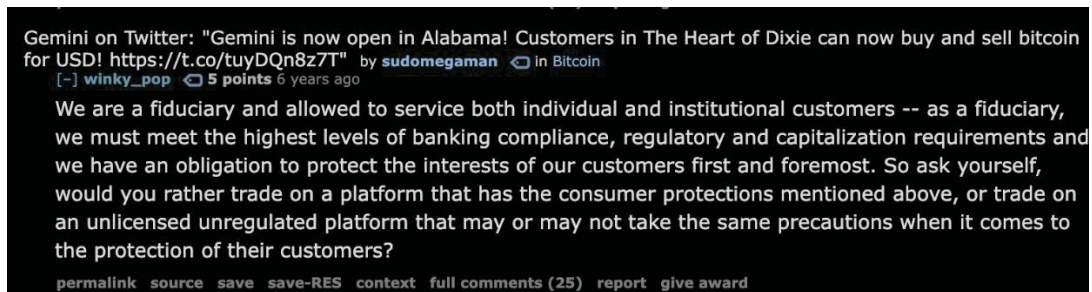 Gemini on Twitter: "Gemini is now open in Alabama! Customers in The Heart of Dixie can now buy and sell bitcoin
for USD! https://t.co/tuyDQn8z7T" by sudomegaman in Bitcoin
[-] winky_pop 5 points 6 years ago
We are a fiduciary and allowed to service both individual and institutional customers -- as a fiduciary,
we must meet the highest levels of banking compliance, regulatory and capitalization requirements and
we have an obligation to protect the interests of our customers first and foremost. So ask yourself,
would you rather trade on a platform that has the consumer protections mentioned above, or trade on
an unlicensed unregulated platform that may or may not take the same precautions when it comes to
the protection of their customers?
permalink source save save-RES context full comments (25) report give award